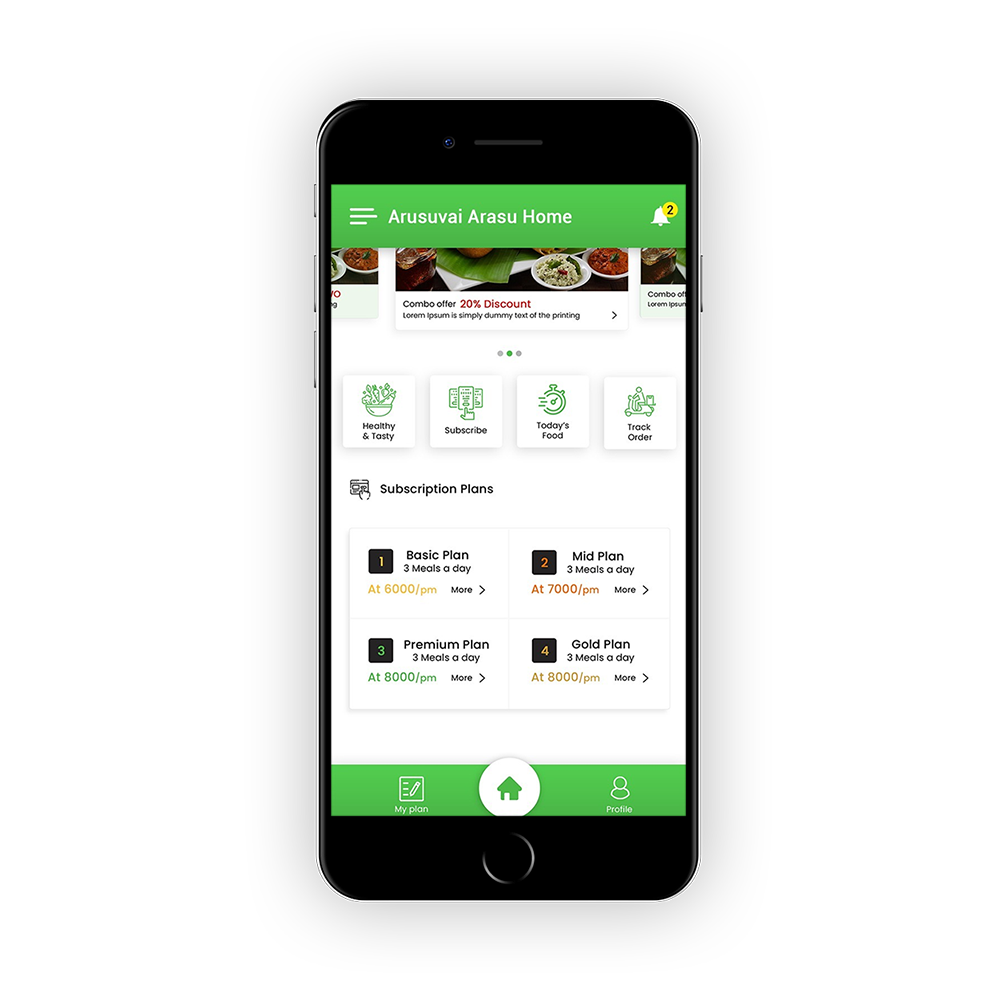 Arusuvai Arasu Home
2
Combo offer 20% Discount
Lorem Ipsum is simply dummy text of the printing
Combo of
Lorem Ipsum
Healthy
& Tasty
Subscribe
Today's
Food
Track
Order
Subscription Plans
1
Basic Plan
3 Meals a day
At 6000/pm
More
2
Mid Plan
3 Meals a day
At 7000/pm
More
3
Premium Plan
3 Meals a day
At 8000/pm
More
4
Gold Plan
3 Meals a day
At 8000/pm
More
My plan
Profile